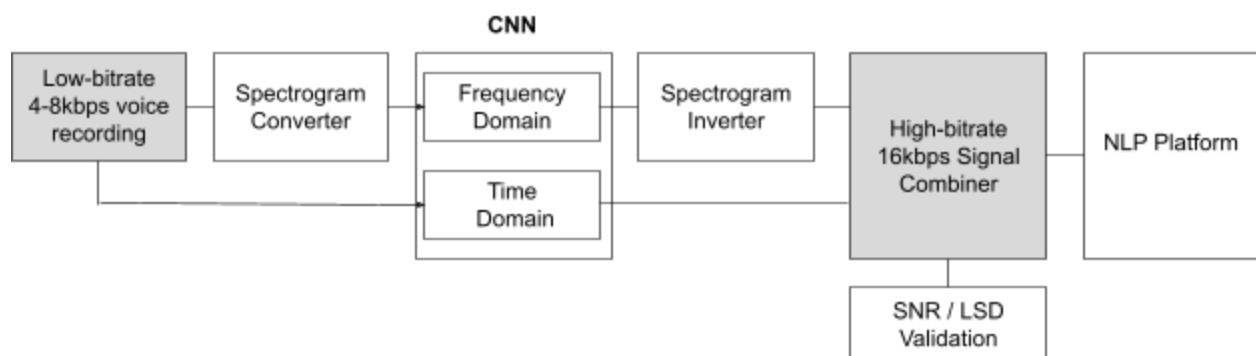 CNN
Low-bitrate
4-8kbps voice
recording
Spectrogram
Converter
Frequency
Domain
Time
Domain
Spectrogram
Inverter
High-bitrate
16kbps Signal
Combiner
NLP Platform
SNR / LSD
Validation